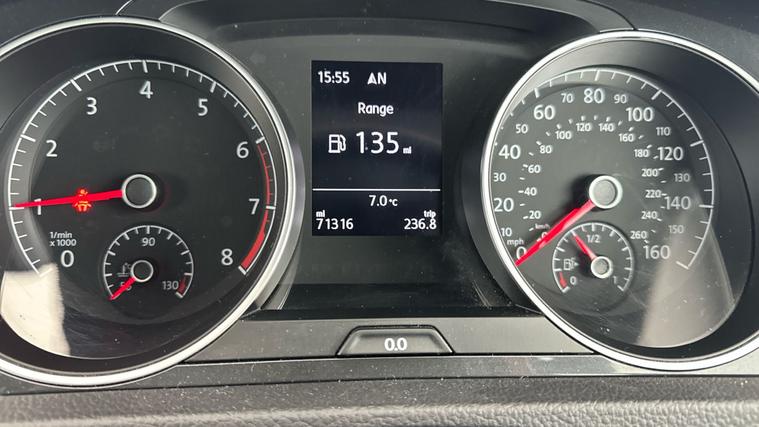 15:55 AN
Range
135 mi
7.0 °C
mi
71316
trip
236.8
0 1 2 3 4 5 6 7 8
1/min
x 1000
90
130
0 10 20 30 40 50 60 70 80 90 100 110 120 130 140 150 160
mph
km/h
0 20 40 60 80 100 120 140 160 180 200 220 240 260
1/2
0 1
0.0